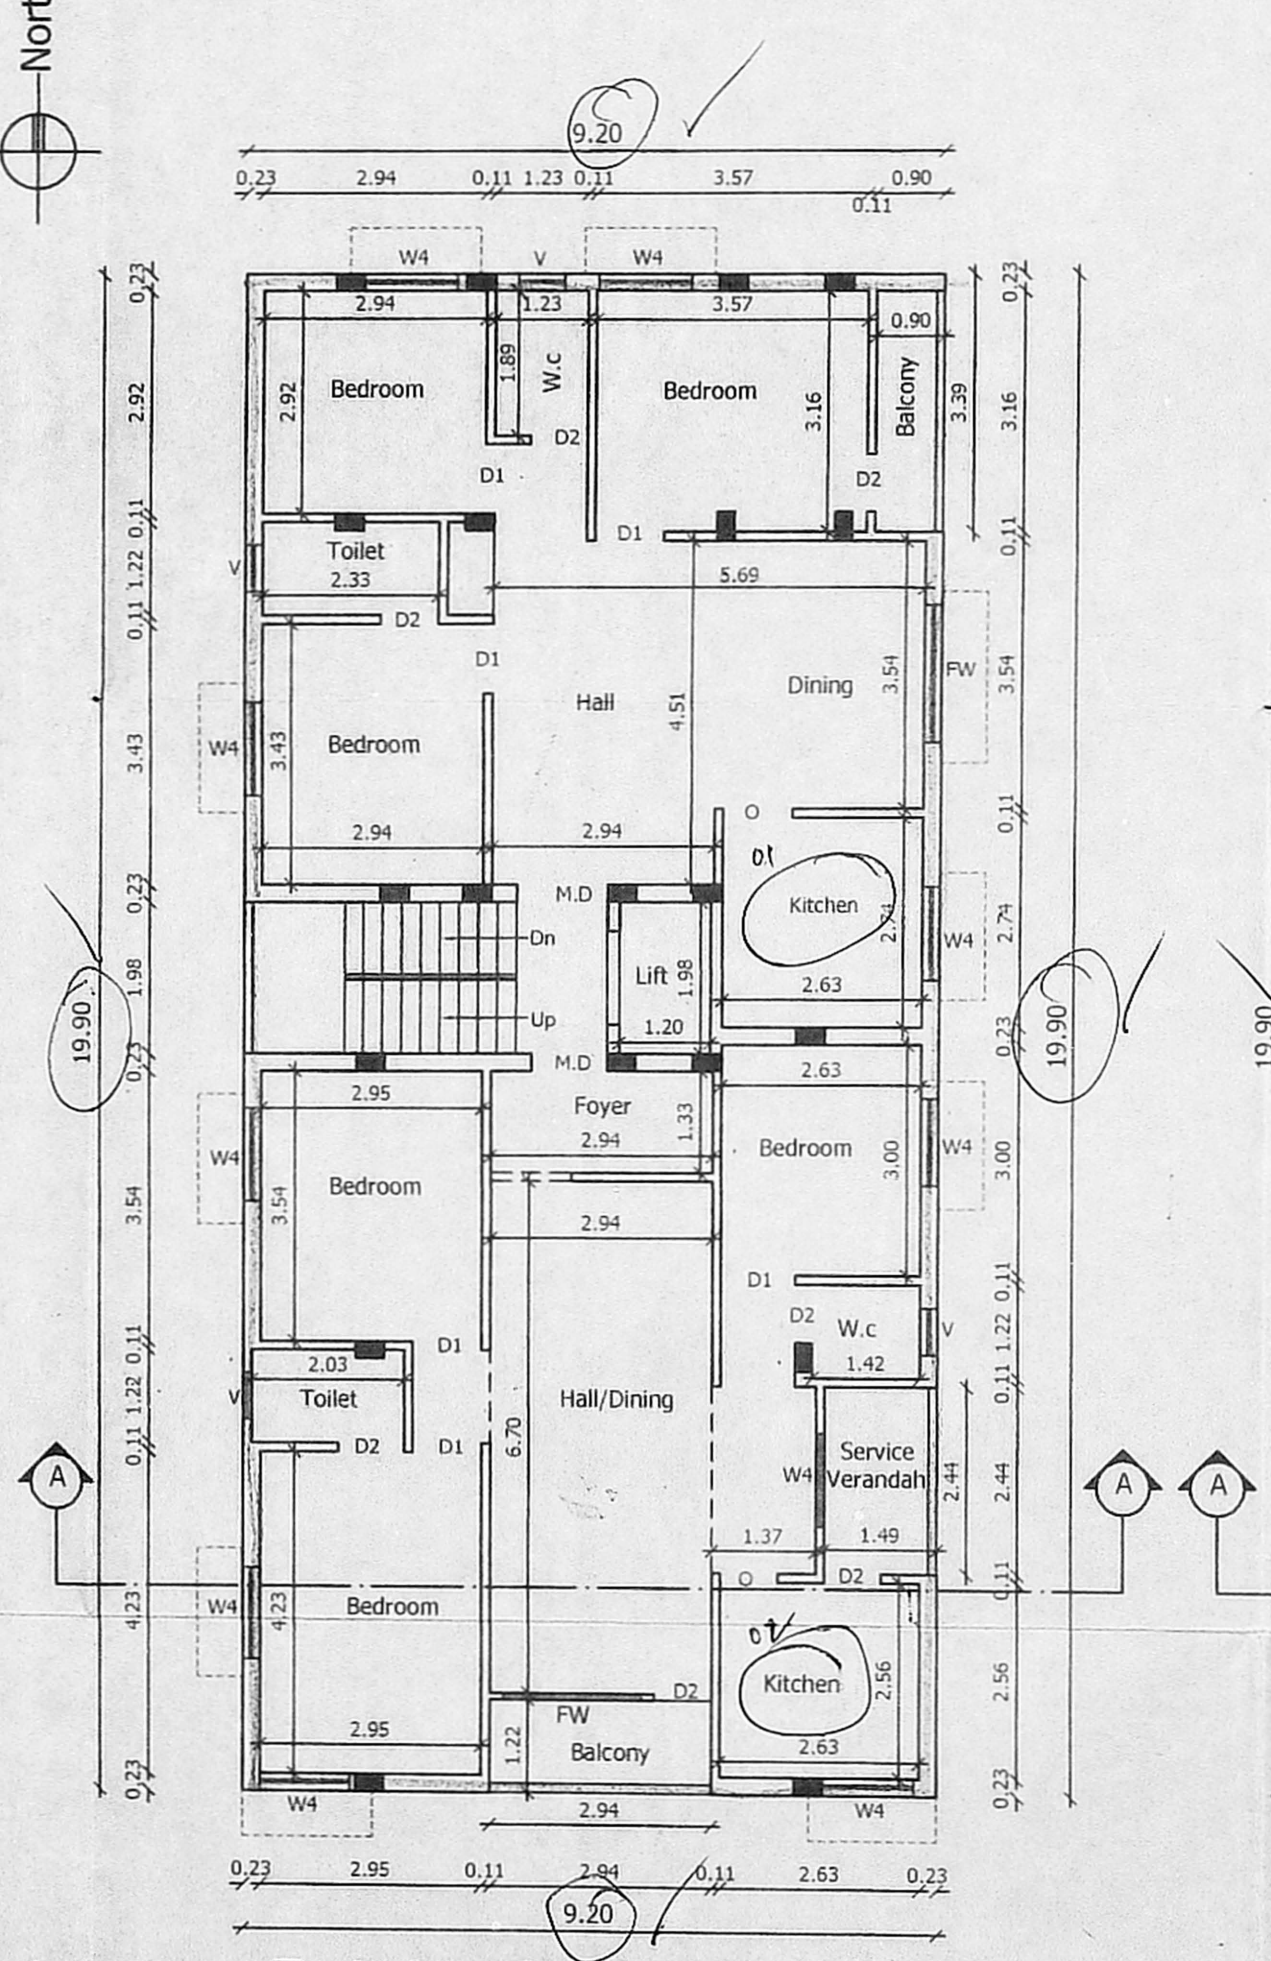 North
9.20
0.23 2.94 0.11 1.23 0.11 3.57 0.90
0.11
W4 V W4
0.23 0.23
2.94 1.23 3.57
0.90
2.92 2.92 Bedroom 1.89 W.c Bedroom 3.16 Balcony 3.39 3.16
D2
D1 D2
0.11 D1 0.11
Toilet
V 1.22 2.33 5.69
0.11 D2
D1 FW
Hall Dining 3.54 3.54
W4 3.43 3.43 Bedroom 4.51
2.94 2.94 O 0.11
01
0.23 M.D Kitchen
2.74 W4 2.74
Dn
1.98 Lift 1.98 2.63
Up 1.20
19.90 0.23 19.90 19.90
0.23 M.D
2.95 Foyer 2.63
2.94 1.33
W4 Bedroom 3.00 W4 3.00
3.54 3.54 Bedroom 2.94
D1 0.11
D2 W.c V 1.22
0.11 D1 1.42
2.03 0.11
V 1.22 Toilet Hall/Dining
0.11 D2 D1 6.70 Service
A W4 Verandah 2.44 2.44 A A
1.37 1.49
O D2 0.11
W4 4.23 4.23 Bedroom
02
Kitchen 2.56 2.56
D2
FW
2.95 1.22 Balcony 2.63
0.23 0.23
W4 W4
2.94
0.23 2.95 0.11 2.94 0.11 2.63 0.23
9.20